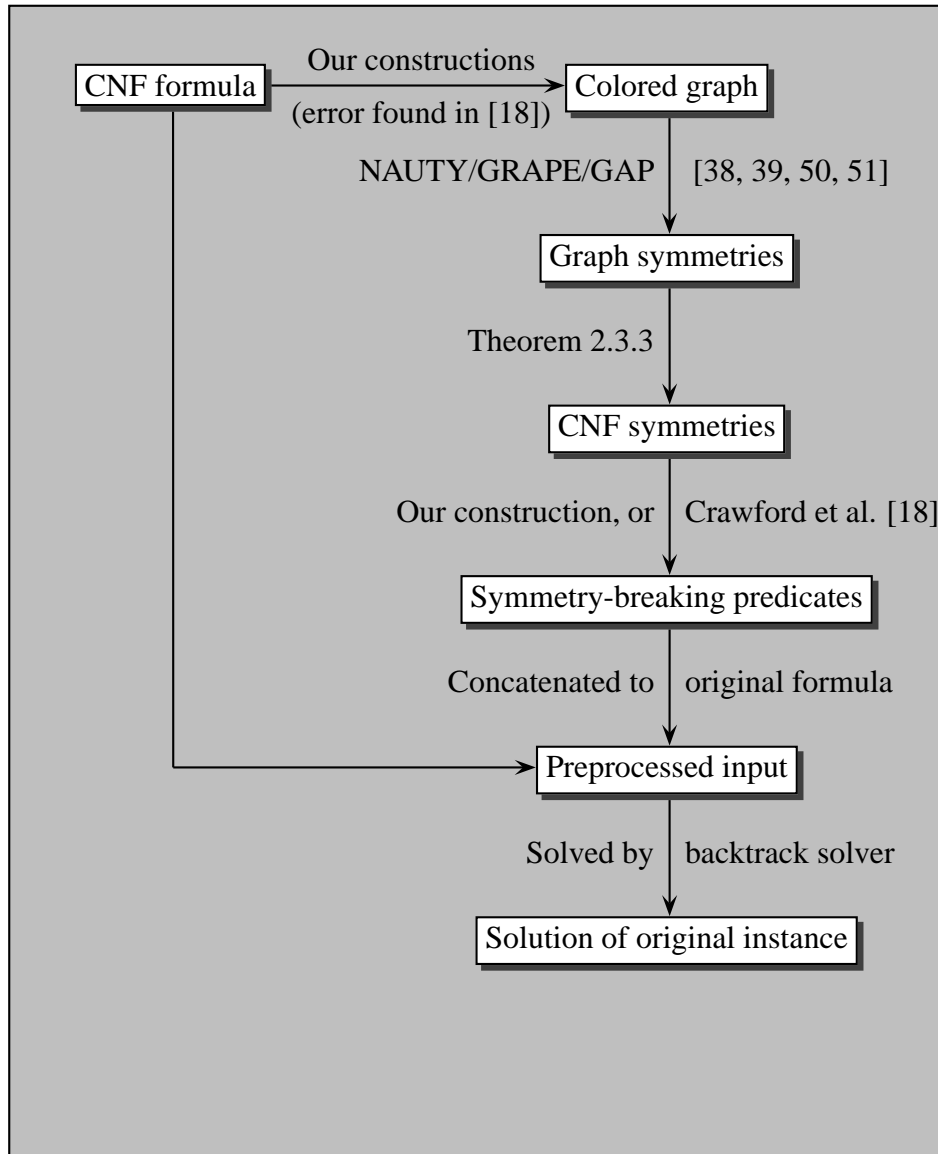 Our constructions
CNF formula
Colored graph
(error found in [18])
NAUTY/GRAPE/GAP [38, 39, 50, 51]
Graph symmetries
Theorem 2.3.3
CNF symmetries
Our construction, or Crawford et al. [18]
Symmetry-breaking predicates
Concatenated to original formula
Preprocessed input
Solved by backtrack solver
Solution of original instance